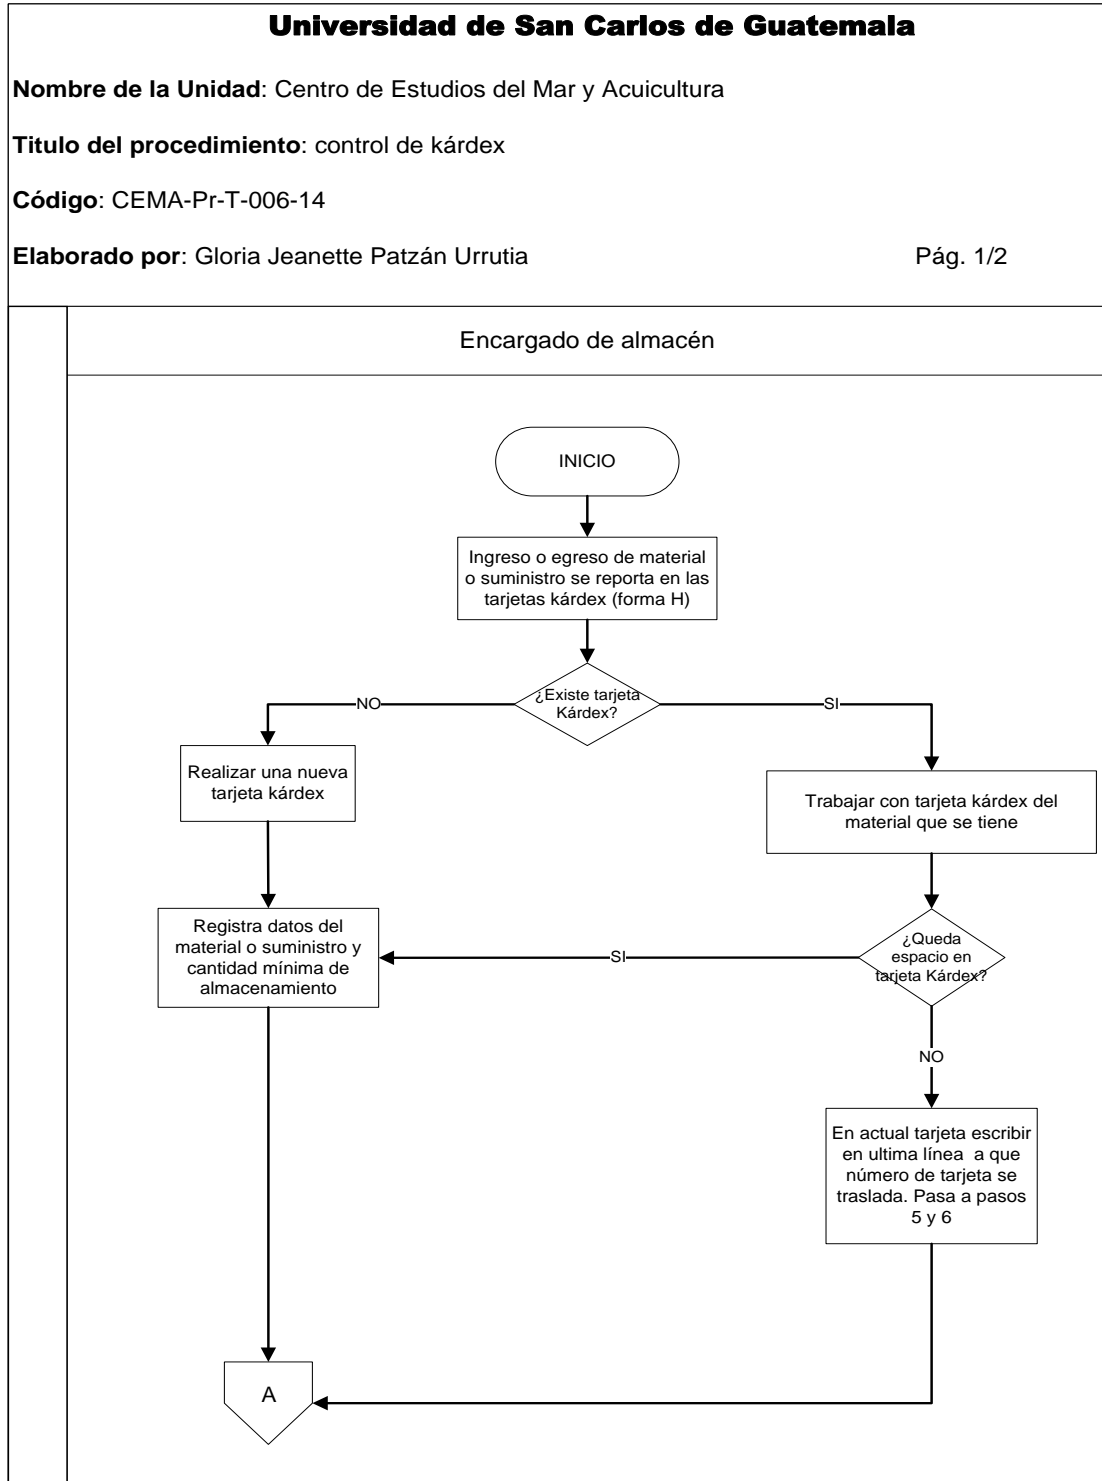 Universidad de San Carlos de Guatemala
Nombre de la Unidad: Centro de Estudios del Mar y Acuicultura
Titulo del procedimiento: control de kárdex
Código: CEMA-Pr-T-006-14
Elaborado por: Gloria Jeanette Patzán Urrutia Pág. 1/2
Encargado de almacén
INICIO
Ingreso o egreso de material
o suministro se reporta en las
tarjetas kárdex (forma H)
¿Existe tarjeta
Kárdex?
NO
SI
Realizar una nueva
tarjeta kárdex
Trabajar con tarjeta kárdex del
material que se tiene
Registra datos del
material o suministro y
cantidad mínima de
almacenamiento
SI
¿Queda
espacio en
tarjeta Kárdex?
NO
En actual tarjeta escribir
en ultima línea a que
número de tarjeta se
traslada. Pasa a pasos
5 y 6
A